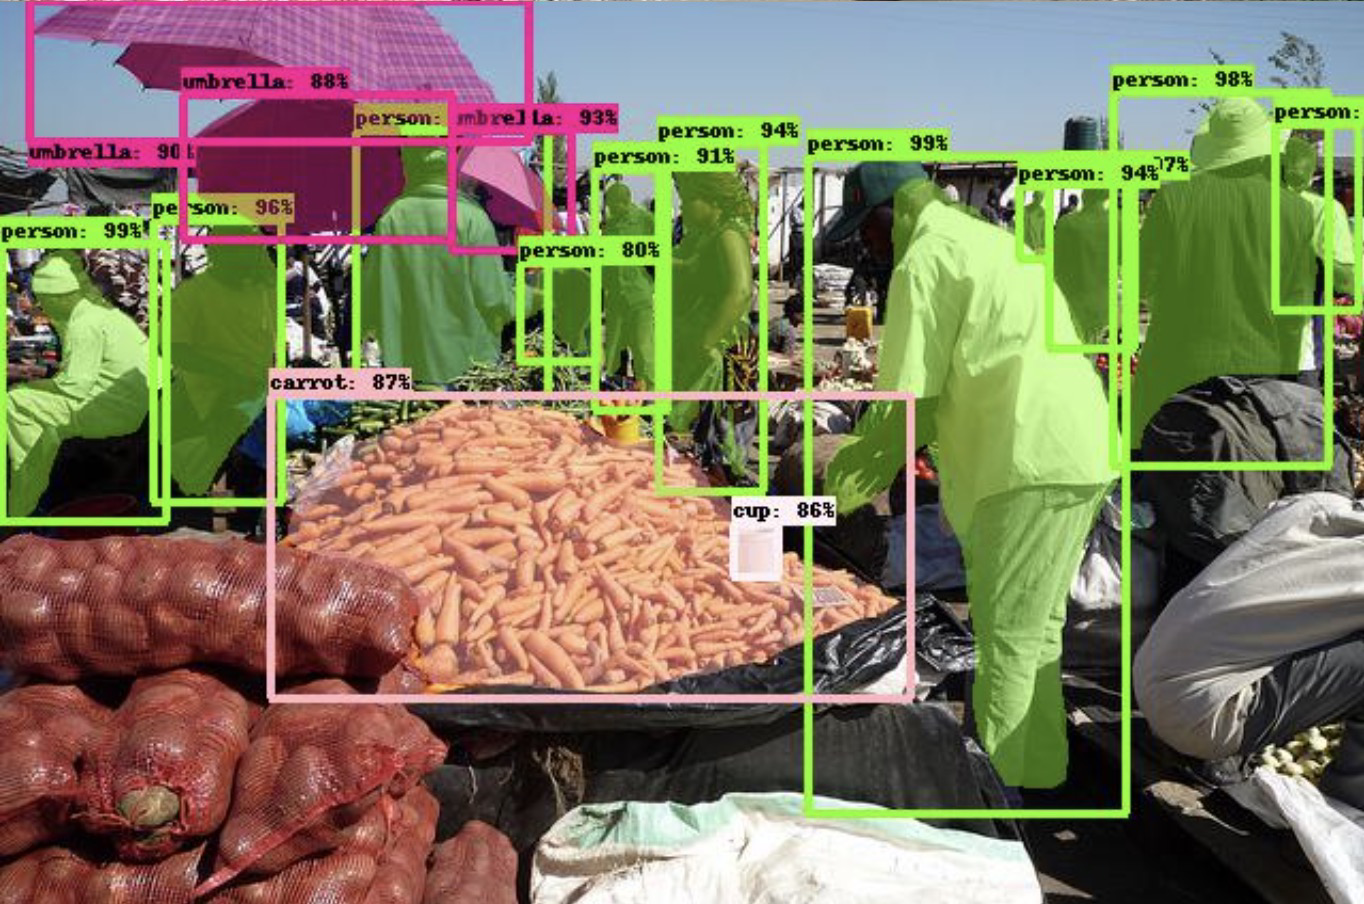 person: 98%
umbrella: 88%
person:
person:
umbrella: 93%
person: 94%
person: 99%
umbrella: 90%
person: 91%
person: 94%
97%
person: 96%
person: 99%
person: 80%
carrot: 87%
cup: 86%